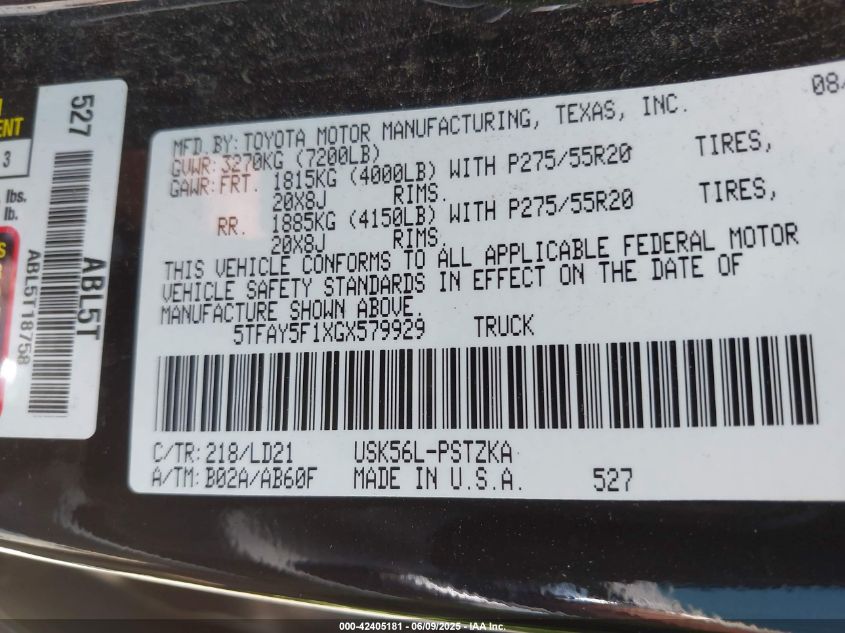 MFD.BY: TOYOTA MOTOR MANUFACTURING, TEXAS, INC. 08
GVWR: 3270KG (7200LB)
GAWR: FRT. 1815KG (4000LB) WITH P275/55R20 TIRES,
20X8J RIMS.
RR. 1885KG (4150LB) WITH P275/55R20 TIRES,
20X8J RIMS.
THIS VEHICLE CONFORMS TO ALL APPLICABLE FEDERAL MOTOR
VEHICLE SAFETY STANDARDS IN EFFECT ON THE DATE OF
MANUFACTURE SHOWN ABOVE.
5TFAY5F1XGX579929 TRUCK
C/TR: 218/LD21 USK56L-PSTZKA
A/TM: B02A/AB60F MADE IN U.S.A. 527
527
ABL5T
ABL5T18758
3
lbs.
lb.
000-42405181 - 06/09/2025 - IAA Inc.